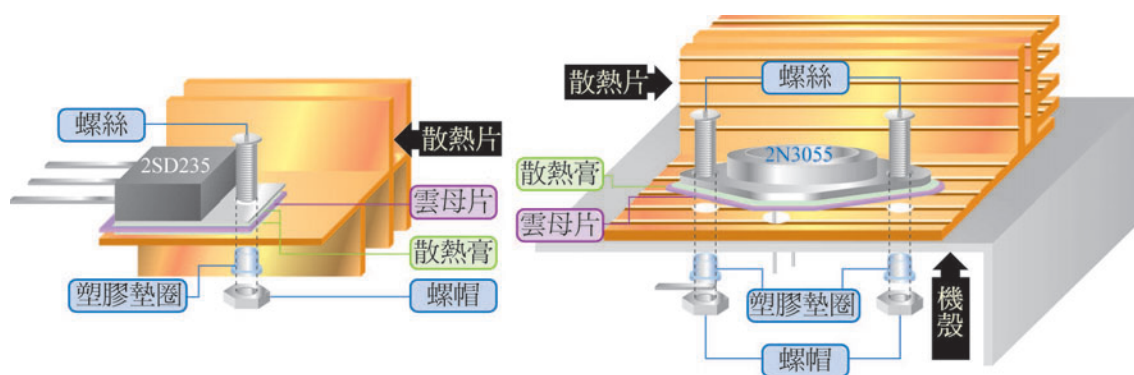 螺絲
2SD235
散熱片
雲母片
散熱膏
塑膠墊圈
螺帽
散熱片
螺絲
2N3055
散熱膏
雲母片
塑膠墊圈
螺帽
機殼